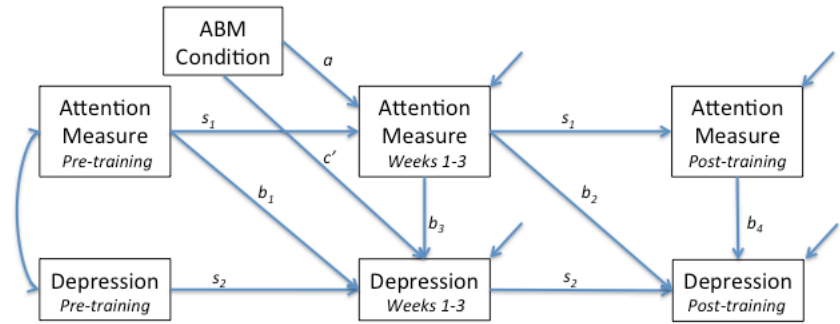 ABM
Condition
a
Attention
Measure
Pre-training
s1
Attention
Measure
Weeks 1-3
s1
Attention
Measure
Post-training
c'
b1
b2
b3
b4
Depression
Pre-training
s2
Depression
Weeks 1-3
s2
Depression
Post-training